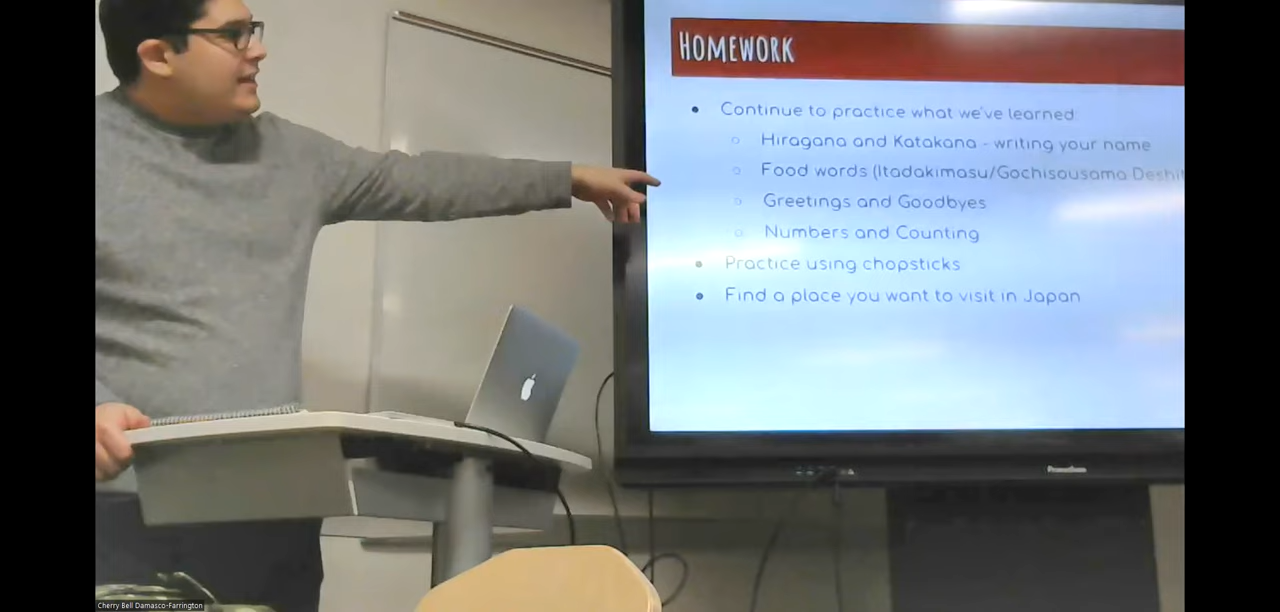 HOMEWORK
Continue to practice what we've learned:
Hiragana and Katakana - writing your name
Food words (Itadakimasu/Gochisousama Deshit
Greetings and Goodbyes
Numbers and Counting
Practice using chopsticks
Find a place you want to visit in Japan
Promethean
Cherry Bell Damasco-Farrington